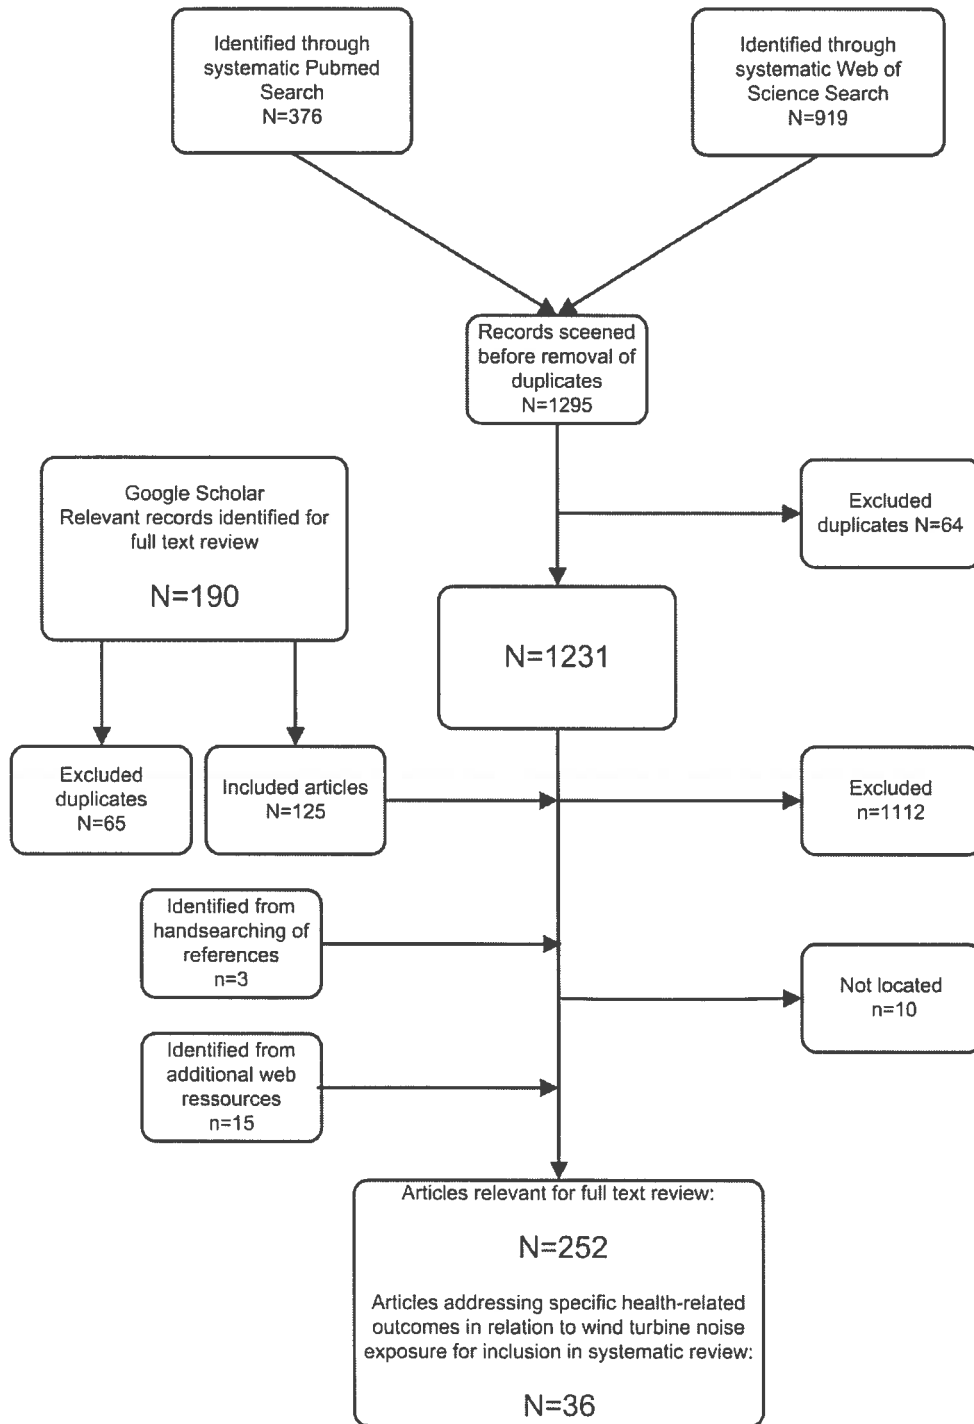 Identified through
systematic Pubmed
Search
N=376
Identified through
systematic Web of
Science Search
N=919
Records sceened
before removal of
duplicates
N=1295
Google Scholar
Relevant records identified for
full text review
N=190
Excluded
duplicates N=64
N=1231
Excluded
duplicates
N=65
Included articles
N=125
Excluded
n=1112
Identified from
handsearching of
references
n=3
Not located
n=10
Identified from
additional web
ressources
n=15
Articles relevant for full text review:
N=252
Articles addressing specific health-related
outcomes in relation to wind turbine noise
exposure for inclusion in systematic review:
N=36